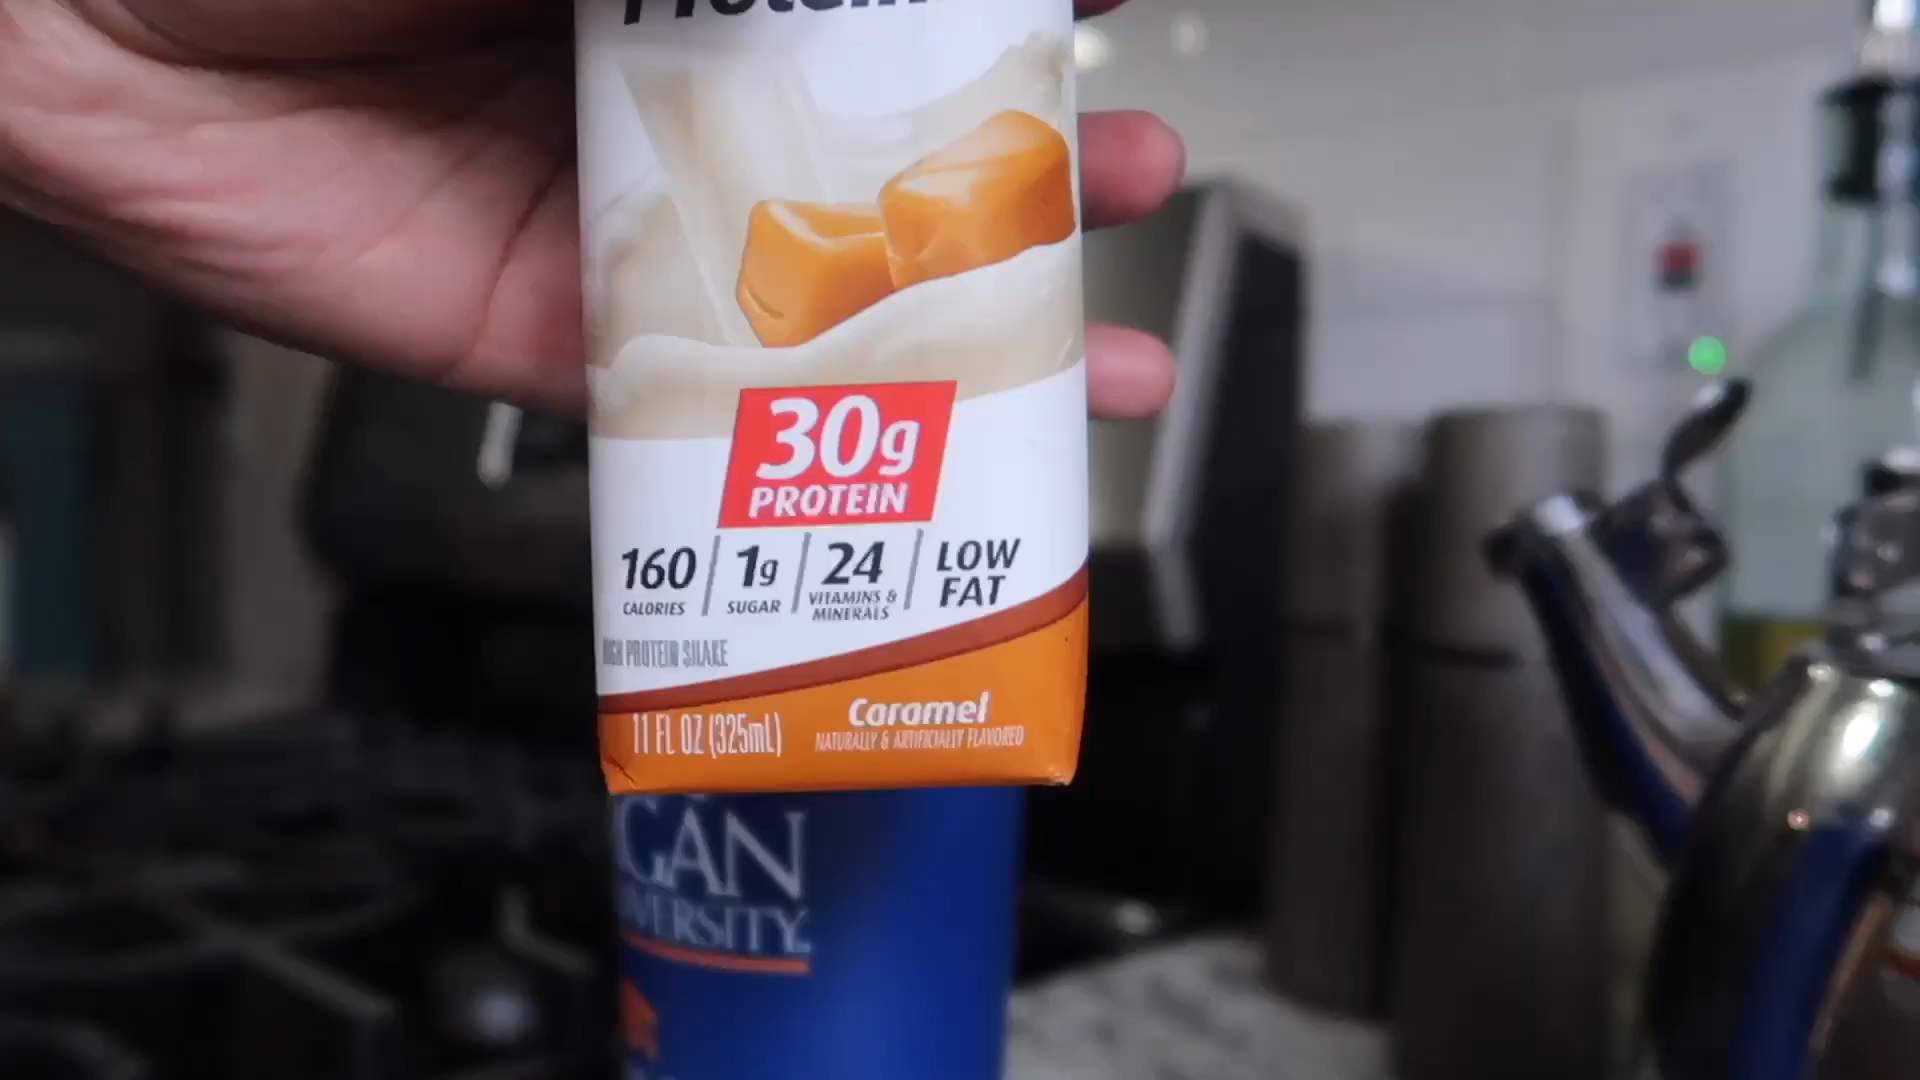 Protein
30g
PROTEIN
160
CALORIES
1g
SUGAR
24
VITAMINS &
MINERALS
LOW
FAT
HIGH PROTEIN SHAKE
11 FL OZ (325mL)
Caramel
NATURALLY & ARTIFICIALLY FLAVORED
GAN
VERSITY